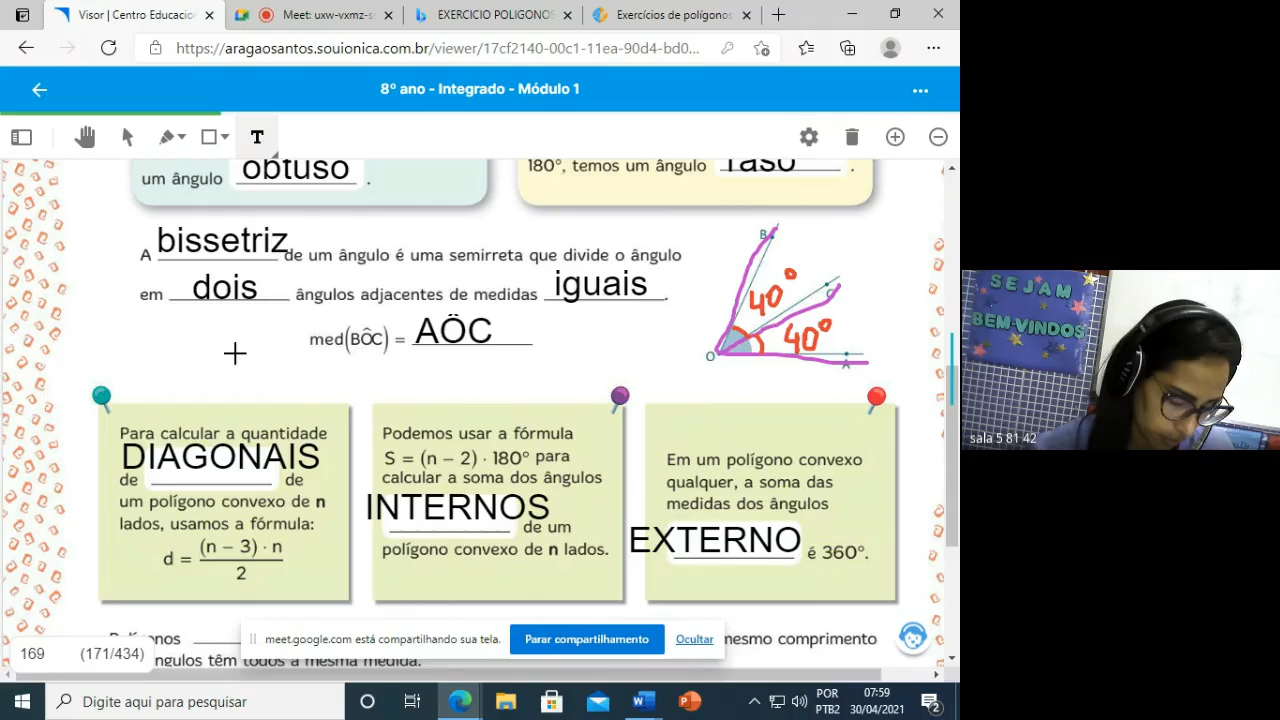 Visor | Centro Educacio
Meet: uxw-vxmz-s
EXERCICIO POLIGONOS
Exercícios de polígonos
https://aragaosantos.souionica.com.br/viewer/17cf2140-00c1-11ea-90d4-bd0...
8º ano - Integrado - Módulo 1
T
um ângulo obtuso .
180°, temos um ângulo raso .
A bissetriz de um ângulo é uma semirreta que divide o ângulo
em dois ângulos adjacentes de medidas iguais .
med(BÔC) = AÔC
B
C
O
A
40°
40°
Para calcular a quantidade
de DIAGONAIS de
um polígono convexo de n
lados, usamos a fórmula:
d = (n − 3) · n
2
Podemos usar a fórmula
S = (n − 2) · 180° para
calcular a soma dos ângulos
INTERNOS de um
polígono convexo de n lados.
Em um polígono convexo
qualquer, a soma das
medidas dos ângulos
EXTERNO é 360°.
mesmo comprimento
ângulos têm todos a mesma medida.
meet.google.com está compartilhando sua tela.
Parar compartilhamento
Ocultar
169 (171/434)
Digite aqui para pesquisar
POR
PTB2
07:59
30/04/2021
2
SEJAM
BEM-VINDOS
sala 5 81 42